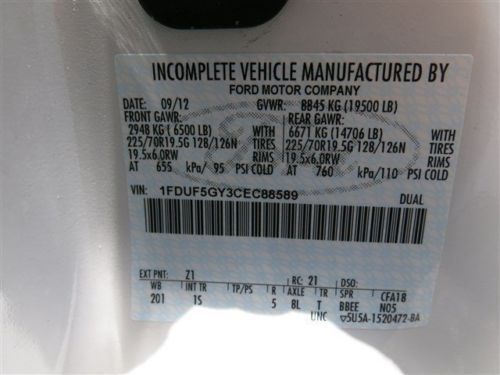 INCOMPLETE VEHICLE MANUFACTURED BY
FORD MOTOR COMPANY
DATE: 09/12 GVWR: 8845 KG (19500 LB)
FRONT GAWR: REAR GAWR:
2948 KG (6500 LB) WITH 6671 KG (14706 LB) WITH
225/70R19.5G 128/126N TIRES 225/70R19.5G 128/126N TIRES
19.5x6.0RW RIMS 19.5x6.0RW RIMS
AT 655 kPa/ 95 PSI COLD AT 760 kPa/110 PSI COLD
VIN: 1FDUF5GY3CEC88589 DUAL
EXT PNT: Z1 RC: 21 DSO:
WB INT TR TP/PS R AXLE TR SPR CFA18
201 1S 5 8L T BBEE N05
UNC ▽5U5A-1520472-BA